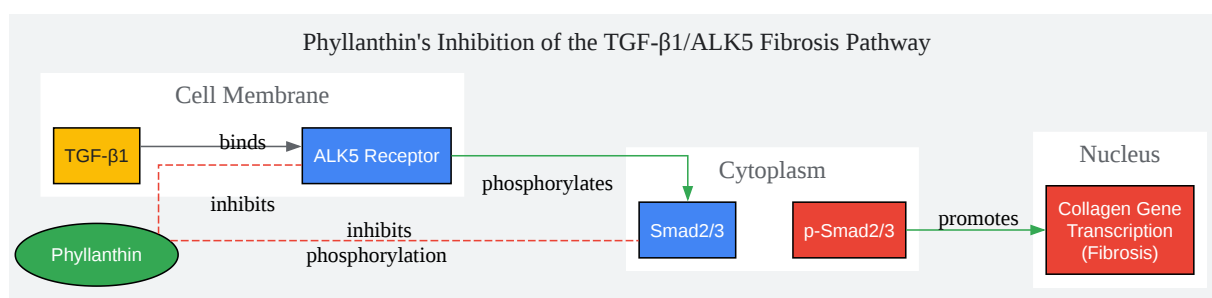 Phyllanthin's Inhibition of the TGF-β1/ALK5 Fibrosis Pathway
Cell Membrane
TGF-β1
binds
ALK5 Receptor
phosphorylates
inhibits
Phyllanthin
inhibits
phosphorylation
Cytoplasm
Smad2/3
p-Smad2/3
promotes
Nucleus
Collagen Gene
Transcription
(Fibrosis)